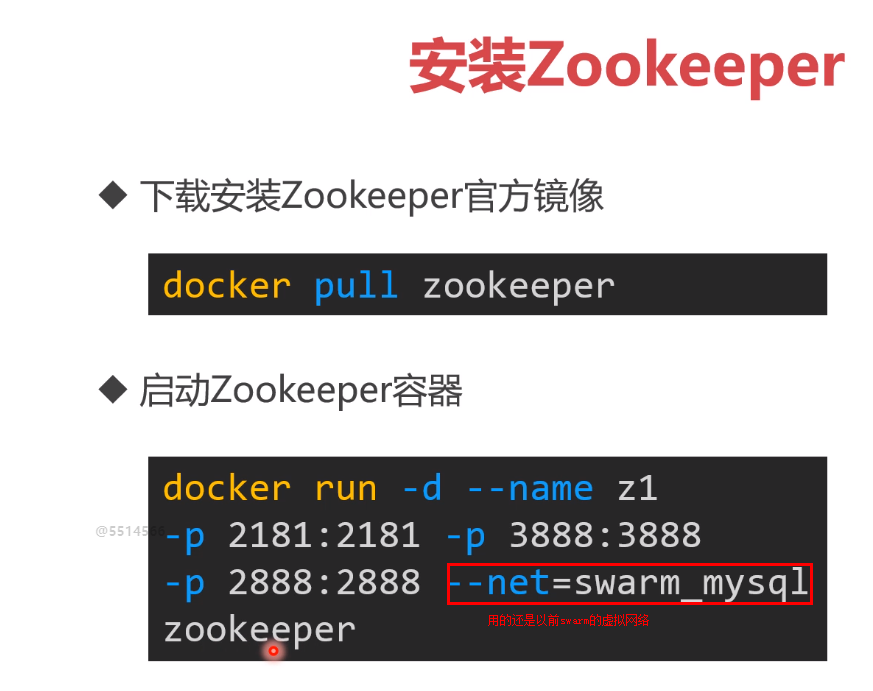 安装Zookeeper
◆ 下载安装Zookeeper官方镜像
docker pull zookeeper
◆ 启动Zookeeper容器
docker run -d --name z1
-p 2181:2181 -p 3888:3888
-p 2888:2888 --net=swarm_mysql
用的还是以前swarm的虚拟网络
zookeeper